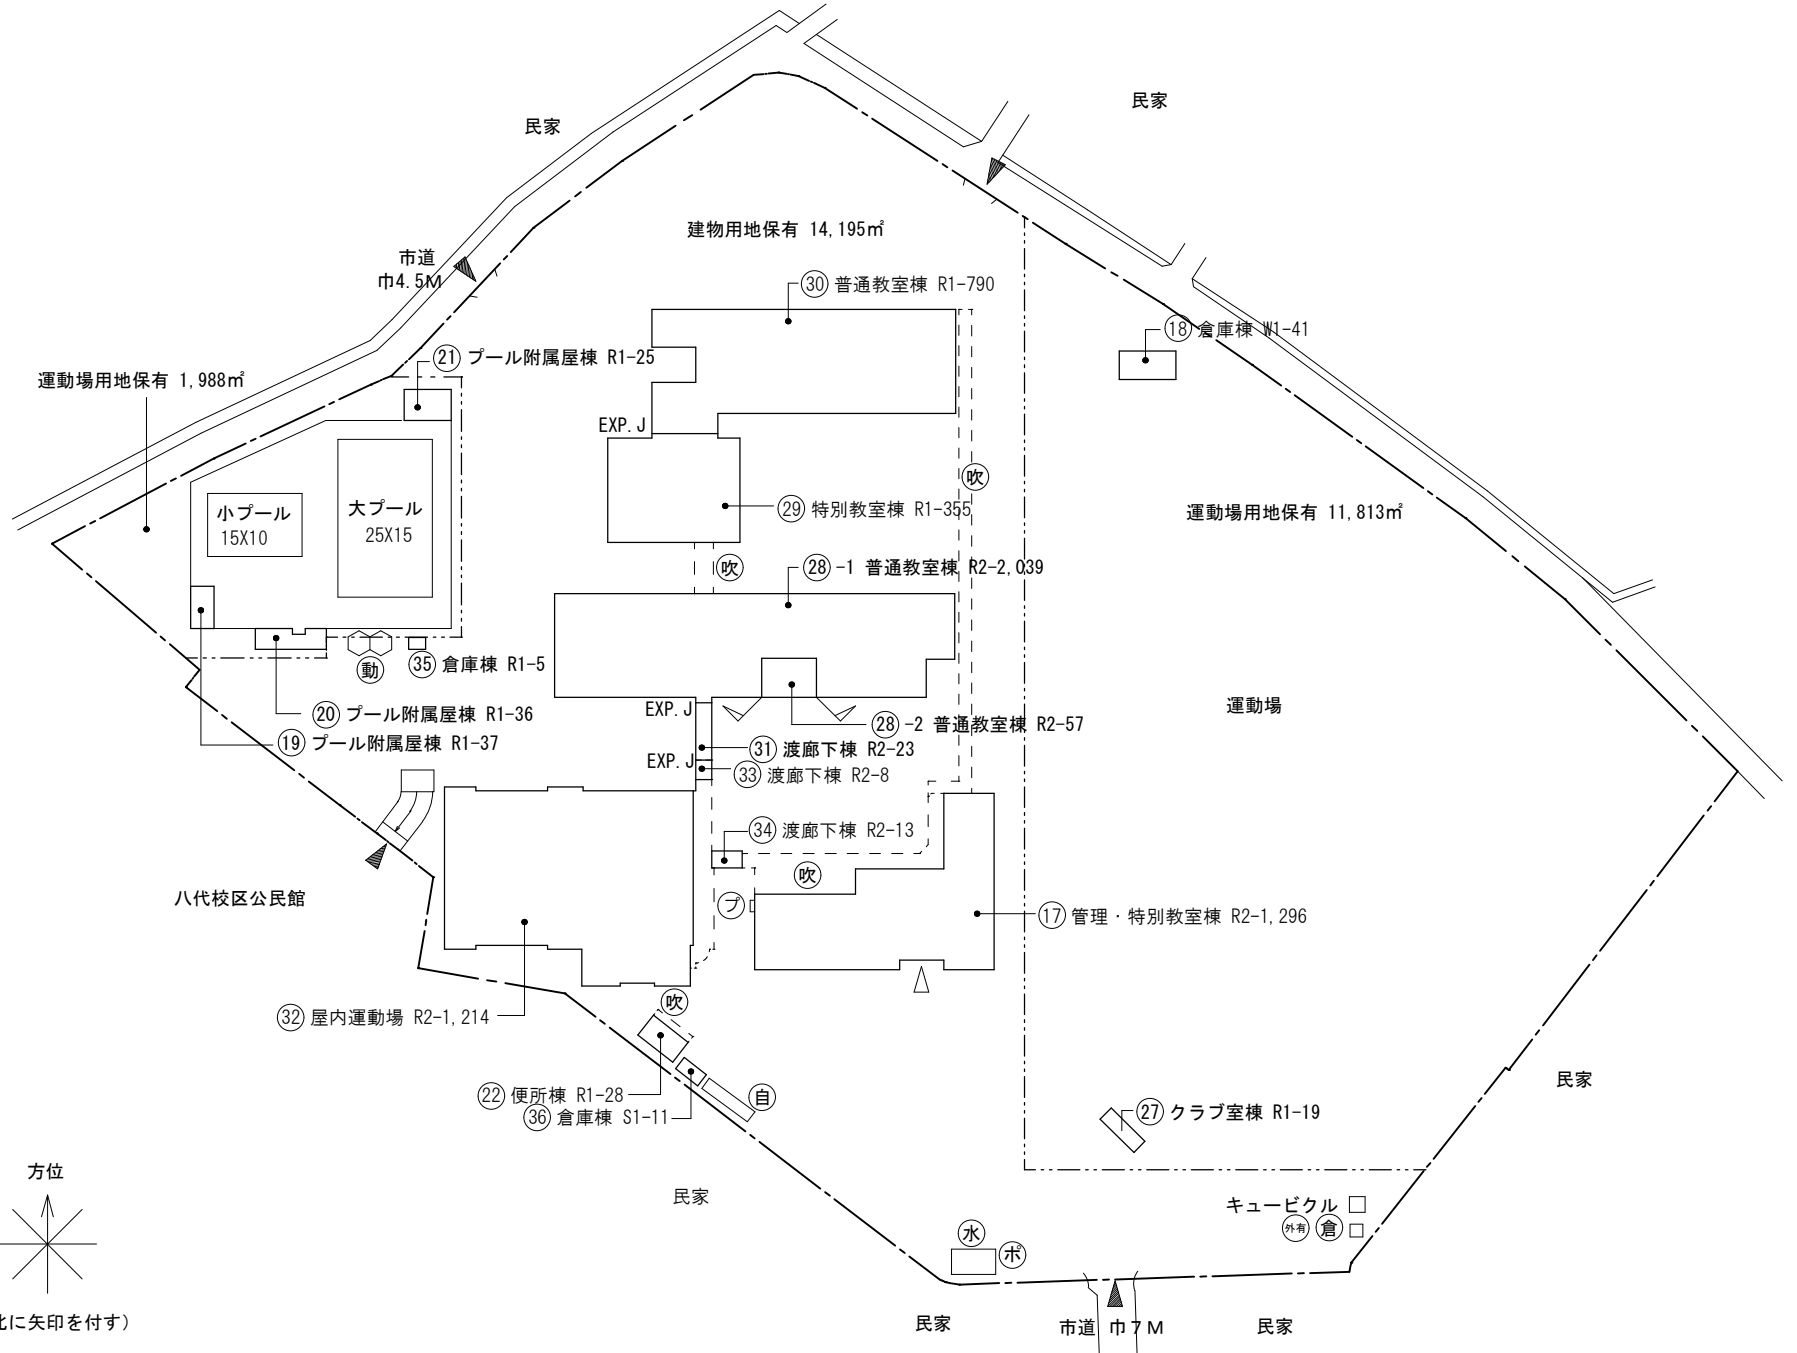 民家
民家
建物用地保有 14,195㎡
市道
巾4.5M
㉚ 普通教室棟 R1-790
⑱ 倉庫棟 W1-41
㉑ プール附属屋棟 R1-25
運動場用地保有 1,988㎡
EXP.J
吹
小プール
15X10
大プール
25X15
㉙ 特別教室棟 R1-355
運動場用地保有 11,813㎡
吹
㉘-1 普通教室棟 R2-2,039
動
㉟ 倉庫棟 R1-5
運動場
⑳ プール附属屋棟 R1-36
EXP.J
㉘-2 普通教室棟 R2-57
⑲ プール附属屋棟 R1-37
㉛ 渡廊下棟 R2-23
EXP.J
㉝ 渡廊下棟 R2-8
㉞ 渡廊下棟 R2-13
吹
八代校区公民館
プ
⑰ 管理・特別教室棟 R2-1,296
吹
㉜ 屋内運動場 R2-1,214
民家
㉒ 便所棟 R1-28
自
㊱ 倉庫棟 S1-11
㉗ クラブ室棟 R1-19
方位
民家
キュービクル
外有 倉
水
ポ
北に矢印を付す)
民家
市道 巾7M
民家